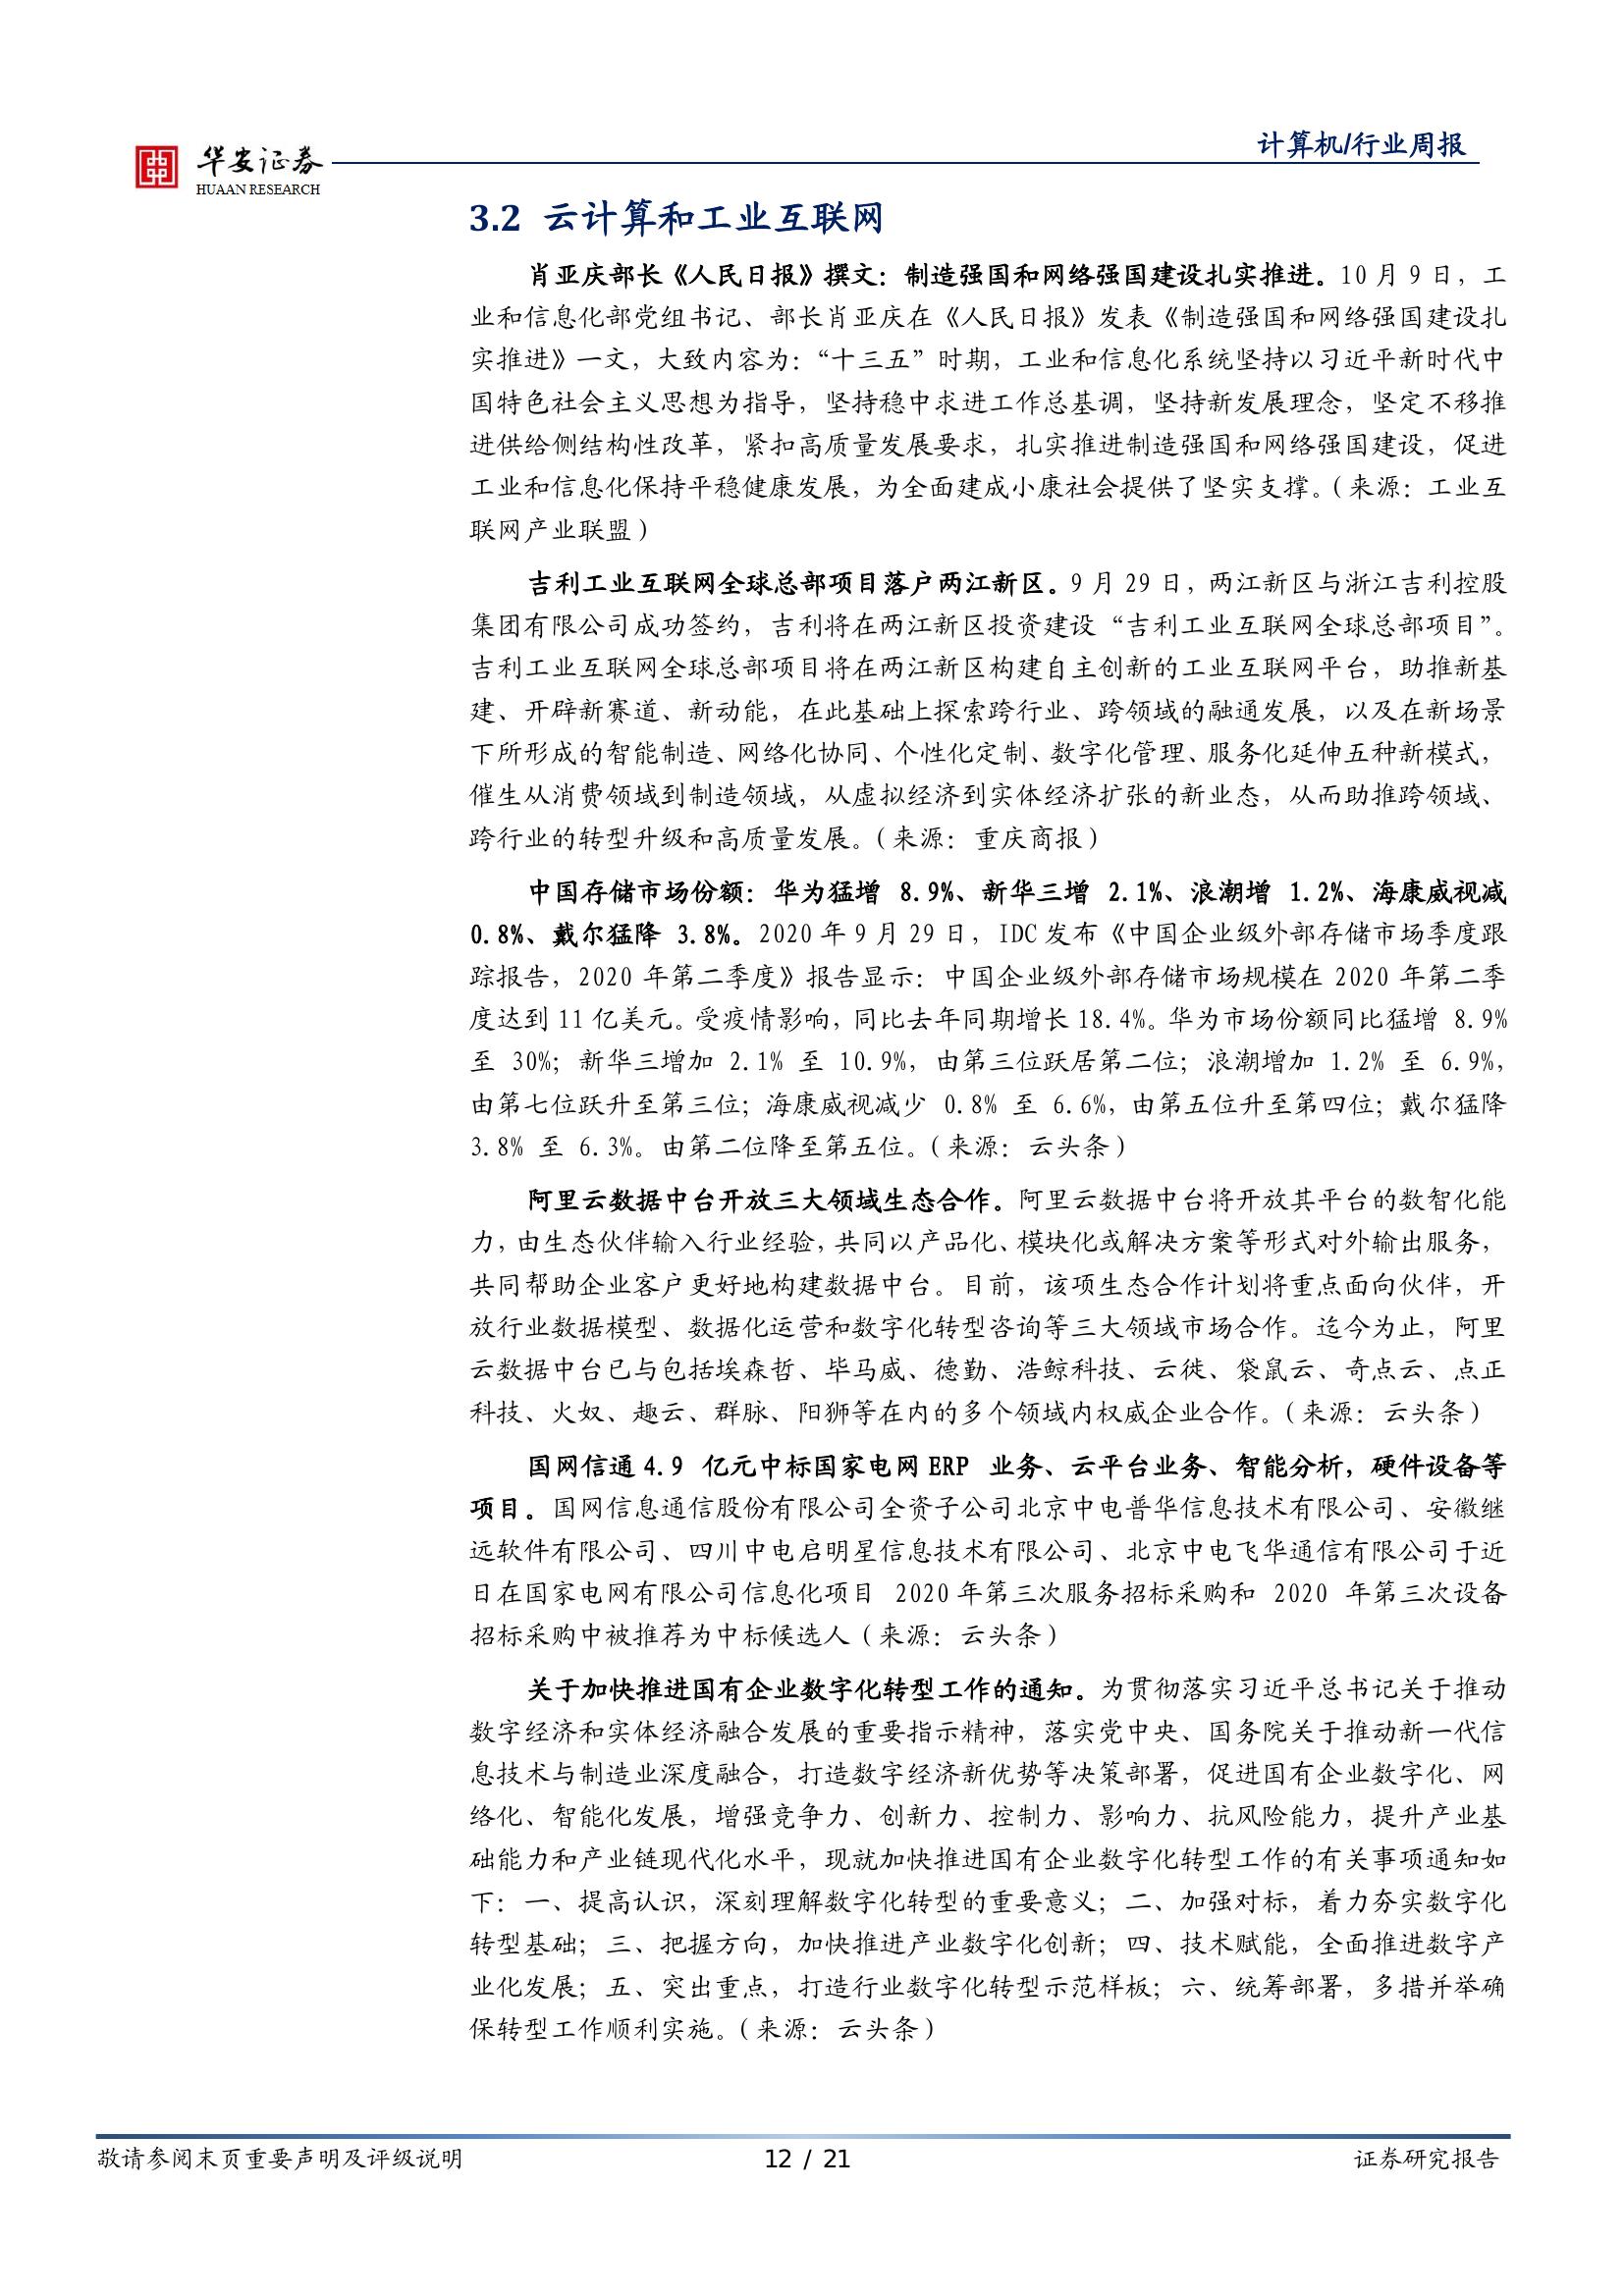 计算机/行业周报
华安证券
HUAAN RESEARCH
3.2 云计算和工业互联网
肖亚庆部长《人民日报》撰文：制造强国和网络强国建设扎实推进。10 月 9 日，工
业和信息化部党组书记、部长肖亚庆在《人民日报》发表《制造强国和网络强国建设扎
实推进》一文，大致内容为：“十三五”时期，工业和信息化系统坚持以习近平新时代中
国特色社会主义思想为指导，坚持稳中求进工作总基调，坚持新发展理念，坚定不移推
进供给侧结构性改革，紧扣高质量发展要求，扎实推进制造强国和网络强国建设，促进
工业和信息化保持平稳健康发展，为全面建成小康社会提供了坚实支撑。（来源：工业互
联网产业联盟）
吉利工业互联网全球总部项目落户两江新区。9 月 29 日，两江新区与浙江吉利控股
集团有限公司成功签约，吉利将在两江新区投资建设“吉利工业互联网全球总部项目”。
吉利工业互联网全球总部项目将在两江新区构建自主创新的工业互联网平台，助推新基
建、开辟新赛道、新动能，在此基础上探索跨行业、跨领域的融通发展，以及在新场景
下所形成的智能制造、网络化协同、个性化定制、数字化管理、服务化延伸五种新模式，
催生从消费领域到制造领域，从虚拟经济到实体经济扩张的新业态，从而助推跨领域、
跨行业的转型升级和高质量发展。（来源：重庆商报）
中国存储市场份额：华为猛增 8.9%、新华三增 2.1%、浪潮增 1.2%、海康威视减
0.8%、戴尔猛降 3.8%。2020 年 9 月 29 日，IDC 发布《中国企业级外部存储市场季度跟
踪报告，2020 年第二季度》报告显示：中国企业级外部存储市场规模在 2020 年第二季
度达到 11 亿美元。受疫情影响，同比去年同期增长 18.4%。华为市场份额同比猛增 8.9%
至 30%；新华三增加 2.1% 至 10.9%，由第三位跃居第二位；浪潮增加 1.2% 至 6.9%，
由第七位跃升至第三位；海康威视减少 0.8% 至 6.6%，由第五位升至第四位；戴尔猛降
3.8% 至 6.3%。由第二位降至第五位。（来源：云头条）
阿里云数据中台开放三大领域生态合作。阿里云数据中台将开放其平台的数智化能
力，由生态伙伴输入行业经验，共同以产品化、模块化或解决方案等形式对外输出服务，
共同帮助企业客户更好地构建数据中台。目前，该项生态合作计划将重点面向伙伴，开
放行业数据模型、数据化运营和数字化转型咨询等三大领域市场合作。迄今为止，阿里
云数据中台已与包括埃森哲、毕马威、德勤、浩鲸科技、云徙、袋鼠云、奇点云、点正
科技、火奴、趣云、群脉、阳狮等在内的多个领域内权威企业合作。（来源：云头条）
国网信通 4.9 亿元中标国家电网 ERP 业务、云平台业务、智能分析，硬件设备等
项目。国网信息通信股份有限公司全资子公司北京中电普华信息技术有限公司、安徽继
远软件有限公司、四川中电启明星信息技术有限公司、北京中电飞华通信有限公司于近
日在国家电网有限公司信息化项目 2020 年第三次服务招标采购和 2020 年第三次设备
招标采购中被推荐为中标候选人（来源：云头条）
关于加快推进国有企业数字化转型工作的通知。为贯彻落实习近平总书记关于推动
数字经济和实体经济融合发展的重要指示精神，落实党中央、国务院关于推动新一代信
息技术与制造业深度融合，打造数字经济新优势等决策部署，促进国有企业数字化、网
络化、智能化发展，增强竞争力、创新力、控制力、影响力、抗风险能力，提升产业基
础能力和产业链现代化水平，现就加快推进国有企业数字化转型工作的有关事项通知如
下：一、提高认识，深刻理解数字化转型的重要意义；二、加强对标，着力夯实数字化
转型基础；三、把握方向，加快推进产业数字化创新；四、技术赋能，全面推进数字产
业化发展；五、突出重点，打造行业数字化转型示范样板；六、统筹部署，多措并举确
保转型工作顺利实施。（来源：云头条）
敬请参阅末页重要声明及评级说明
12 / 21
证券研究报告